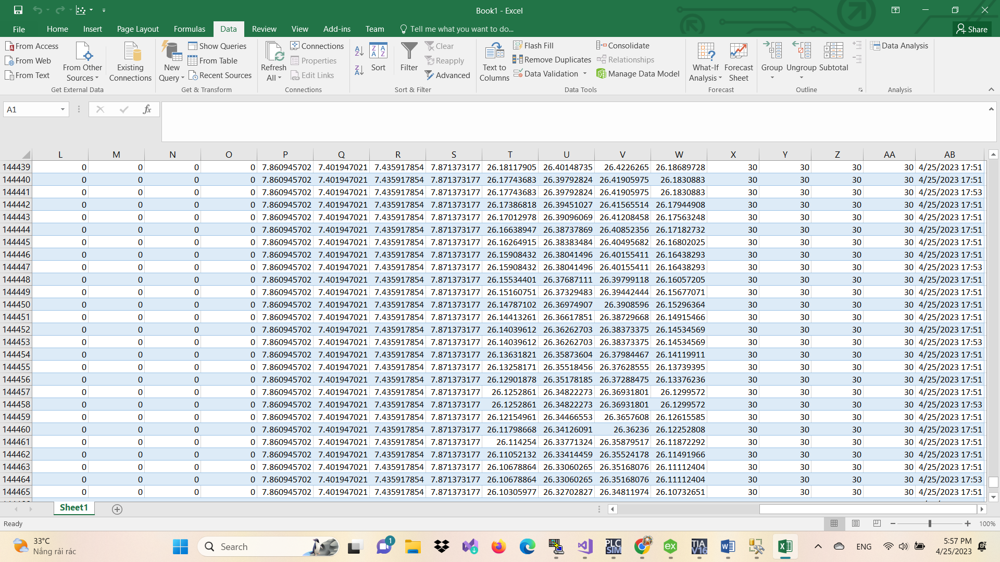 Book1 - Excel
File Home Insert Page Layout Formulas Data Review View Add-ins Team Tell me what you want to do... Share
From Access
From Web
From Text
From Other Sources
Existing Connections
Get External Data
New Query
Show Queries
From Table
Recent Sources
Get & Transform
Refresh All
Connections
Properties
Edit Links
Connections
Sort
Filter
Clear
Reapply
Advanced
Sort & Filter
Text to Columns
Flash Fill
Remove Duplicates
Data Validation
Consolidate
Relationships
Manage Data Model
Data Tools
What-If Analysis
Forecast Sheet
Forecast
Group
Ungroup
Subtotal
Outline
Data Analysis
Analysis
A1
fx
L M N O P Q R S T U V W X Y Z AA AB
144439 0 0 0 0 7.860945702 7.401947021 7.435917854 7.871373177 26.18117905 26.40148735 26.4226265 26.18689728 30 30 30 30 4/25/2023 17:51
144440 0 0 0 0 7.860945702 7.401947021 7.435917854 7.871373177 26.17743683 26.39792824 26.41905975 26.1830883 30 30 30 30 4/25/2023 17:51
144441 0 0 0 0 7.860945702 7.401947021 7.435917854 7.871373177 26.17743683 26.39792824 26.41905975 26.1830883 30 30 30 30 4/25/2023 17:53
144442 0 0 0 0 7.860945702 7.401947021 7.435917854 7.871373177 26.17386818 26.39451027 26.41565514 26.17944908 30 30 30 30 4/25/2023 17:51
144443 0 0 0 0 7.860945702 7.401947021 7.435917854 7.871373177 26.17012978 26.39096069 26.41208458 26.17563248 30 30 30 30 4/25/2023 17:51
144444 0 0 0 0 7.860945702 7.401947021 7.435917854 7.871373177 26.16638947 26.38737869 26.40852356 26.17182732 30 30 30 30 4/25/2023 17:51
144445 0 0 0 0 7.860945702 7.401947021 7.435917854 7.871373177 26.16264915 26.38383484 26.40495682 26.16802025 30 30 30 30 4/25/2023 17:51
144446 0 0 0 0 7.860945702 7.401947021 7.435917854 7.871373177 26.15908432 26.38041496 26.40155411 26.16438293 30 30 30 30 4/25/2023 17:51
144447 0 0 0 0 7.860945702 7.401947021 7.435917854 7.871373177 26.15908432 26.38041496 26.40155411 26.16438293 30 30 30 30 4/25/2023 17:53
144448 0 0 0 0 7.860945702 7.401947021 7.435917854 7.871373177 26.15534401 26.37687111 26.39799118 26.16057205 30 30 30 30 4/25/2023 17:51
144449 0 0 0 0 7.860945702 7.401947021 7.435917854 7.871373177 26.15160751 26.37329483 26.39442444 26.15677071 30 30 30 30 4/25/2023 17:51
144450 0 0 0 0 7.860945702 7.401947021 7.435917854 7.871373177 26.14787102 26.36974907 26.3908596 26.15296364 30 30 30 30 4/25/2023 17:51
144451 0 0 0 0 7.860945702 7.401947021 7.435917854 7.871373177 26.14413261 26.36617851 26.38729668 26.14915466 30 30 30 30 4/25/2023 17:51
144452 0 0 0 0 7.860945702 7.401947021 7.435917854 7.871373177 26.14039612 26.36262703 26.38373375 26.14534569 30 30 30 30 4/25/2023 17:51
144453 0 0 0 0 7.860945702 7.401947021 7.435917854 7.871373177 26.14039612 26.36262703 26.38373375 26.14534569 30 30 30 30 4/25/2023 17:53
144454 0 0 0 0 7.860945702 7.401947021 7.435917854 7.871373177 26.13631821 26.35873604 26.37984467 26.14119911 30 30 30 30 4/25/2023 17:51
144455 0 0 0 0 7.860945702 7.401947021 7.435917854 7.871373177 26.13258171 26.35518456 26.37628555 26.13739395 30 30 30 30 4/25/2023 17:51
144456 0 0 0 0 7.860945702 7.401947021 7.435917854 7.871373177 26.12901878 26.35178185 26.37288475 26.13376236 30 30 30 30 4/25/2023 17:51
144457 0 0 0 0 7.860945702 7.401947021 7.435917854 7.871373177 26.1252861 26.34822273 26.36931801 26.1299572 30 30 30 30 4/25/2023 17:51
144458 0 0 0 0 7.860945702 7.401947021 7.435917854 7.871373177 26.1252861 26.34822273 26.36931801 26.1299572 30 30 30 30 4/25/2023 17:53
144459 0 0 0 0 7.860945702 7.401947021 7.435917854 7.871373177 26.12154961 26.34466553 26.3657608 26.12615585 30 30 30 30 4/25/2023 17:51
144460 0 0 0 0 7.860945702 7.401947021 7.435917854 7.871373177 26.11798668 26.34126091 26.36236 26.12252808 30 30 30 30 4/25/2023 17:51
144461 0 0 0 0 7.860945702 7.401947021 7.435917854 7.871373177 26.114254 26.33771324 26.35879517 26.11872292 30 30 30 30 4/25/2023 17:51
144462 0 0 0 0 7.860945702 7.401947021 7.435917854 7.871373177 26.11052132 26.33414459 26.35524178 26.11491966 30 30 30 30 4/25/2023 17:51
144463 0 0 0 0 7.860945702 7.401947021 7.435917854 7.871373177 26.10678864 26.33060265 26.35168076 26.11112404 30 30 30 30 4/25/2023 17:51
144464 0 0 0 0 7.860945702 7.401947021 7.435917854 7.871373177 26.10678864 26.33060265 26.35168076 26.11112404 30 30 30 30 4/25/2023 17:53
144465 0 0 0 0 7.860945702 7.401947021 7.435917854 7.871373177 26.10305977 26.32702827 26.34811974 26.10732651 30 30 30 30 4/25/2023 17:51
Sheet1
Ready
100%
33°C
Nắng rải rác
Search
1
PLC SIM
ex
TIA V16
ENG
5:57 PM
4/25/2023